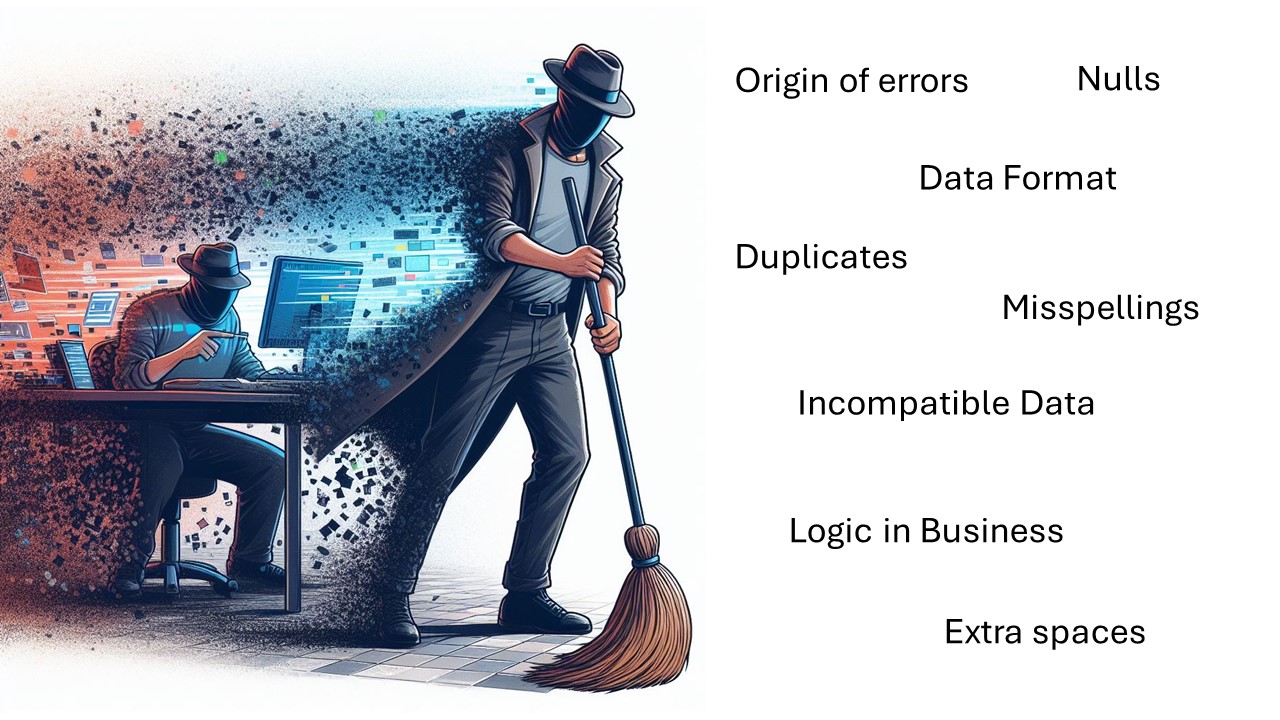 Origin of errors
Nulls
Data Format
Duplicates
Misspellings
Incompatible Data
Logic in Business
Extra spaces